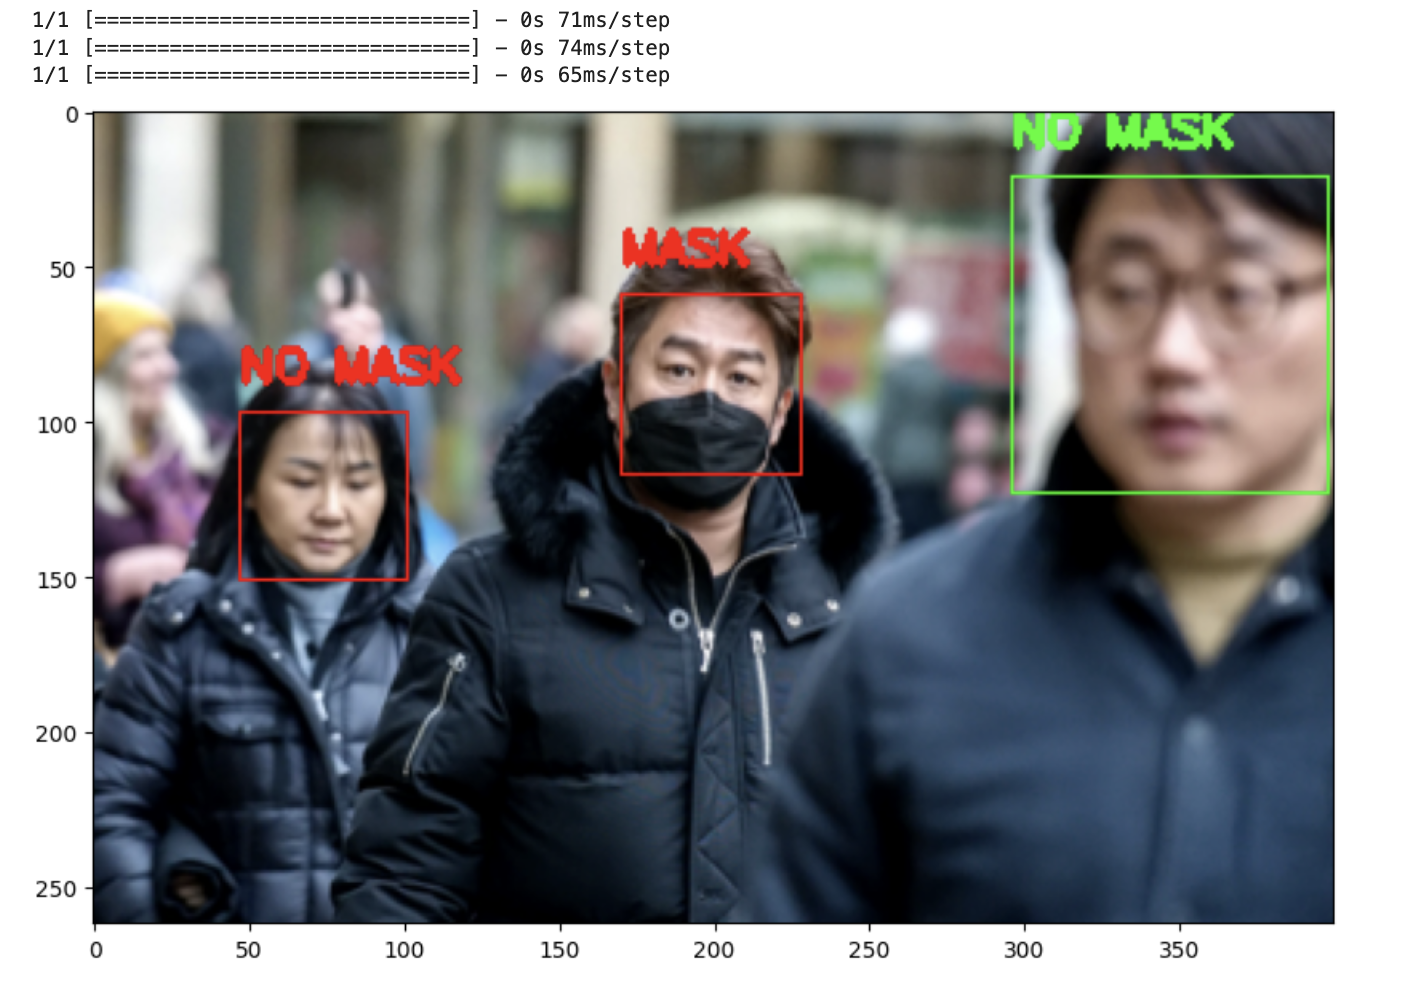 1/1 [==============================] - 0s 71ms/step
1/1 [==============================] - 0s 74ms/step
1/1 [==============================] - 0s 65ms/step
0
NO MASK
MASK
50
NO MASK
100
150
200
250
0 50 100 150 200 250 300 350